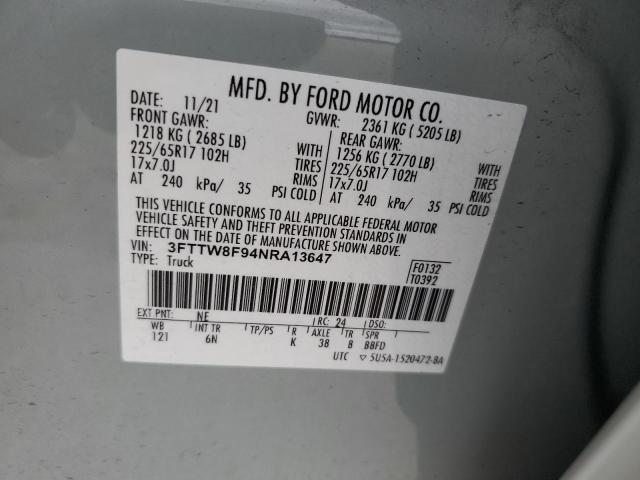 MFD. BY FORD MOTOR CO.
DATE: 11/21 GVWR: 2361 KG ( 5205 LB)
FRONT GAWR: REAR GAWR:
1218 KG ( 2685 LB) WITH 1256 KG ( 2770 LB) WITH
225/65R17 102H TIRES 225/65R17 102H TIRES
17x7.0J RIMS 17x7.0J RIMS
AT 240 kPa/ 35 PSI COLD AT 240 kPa/ 35 PSI COLD
THIS VEHICLE CONFORMS TO ALL APPLICABLE FEDERAL MOTOR
VEHICLE SAFETY AND THEFT PREVENTION STANDARDS IN
EFFECT ON THE DATE OF MANUFACTURE SHOWN ABOVE.
VIN: 3FTTW8F94NRA13647
TYPE: Truck
F0132
T0392
EXT PNT: NE RC: 24 DSO:
WB INT TR TP/PS R AXLE TR SPR
121 6N K 38 B BBFD
UTC ▽ 5U5A-1520472-BA